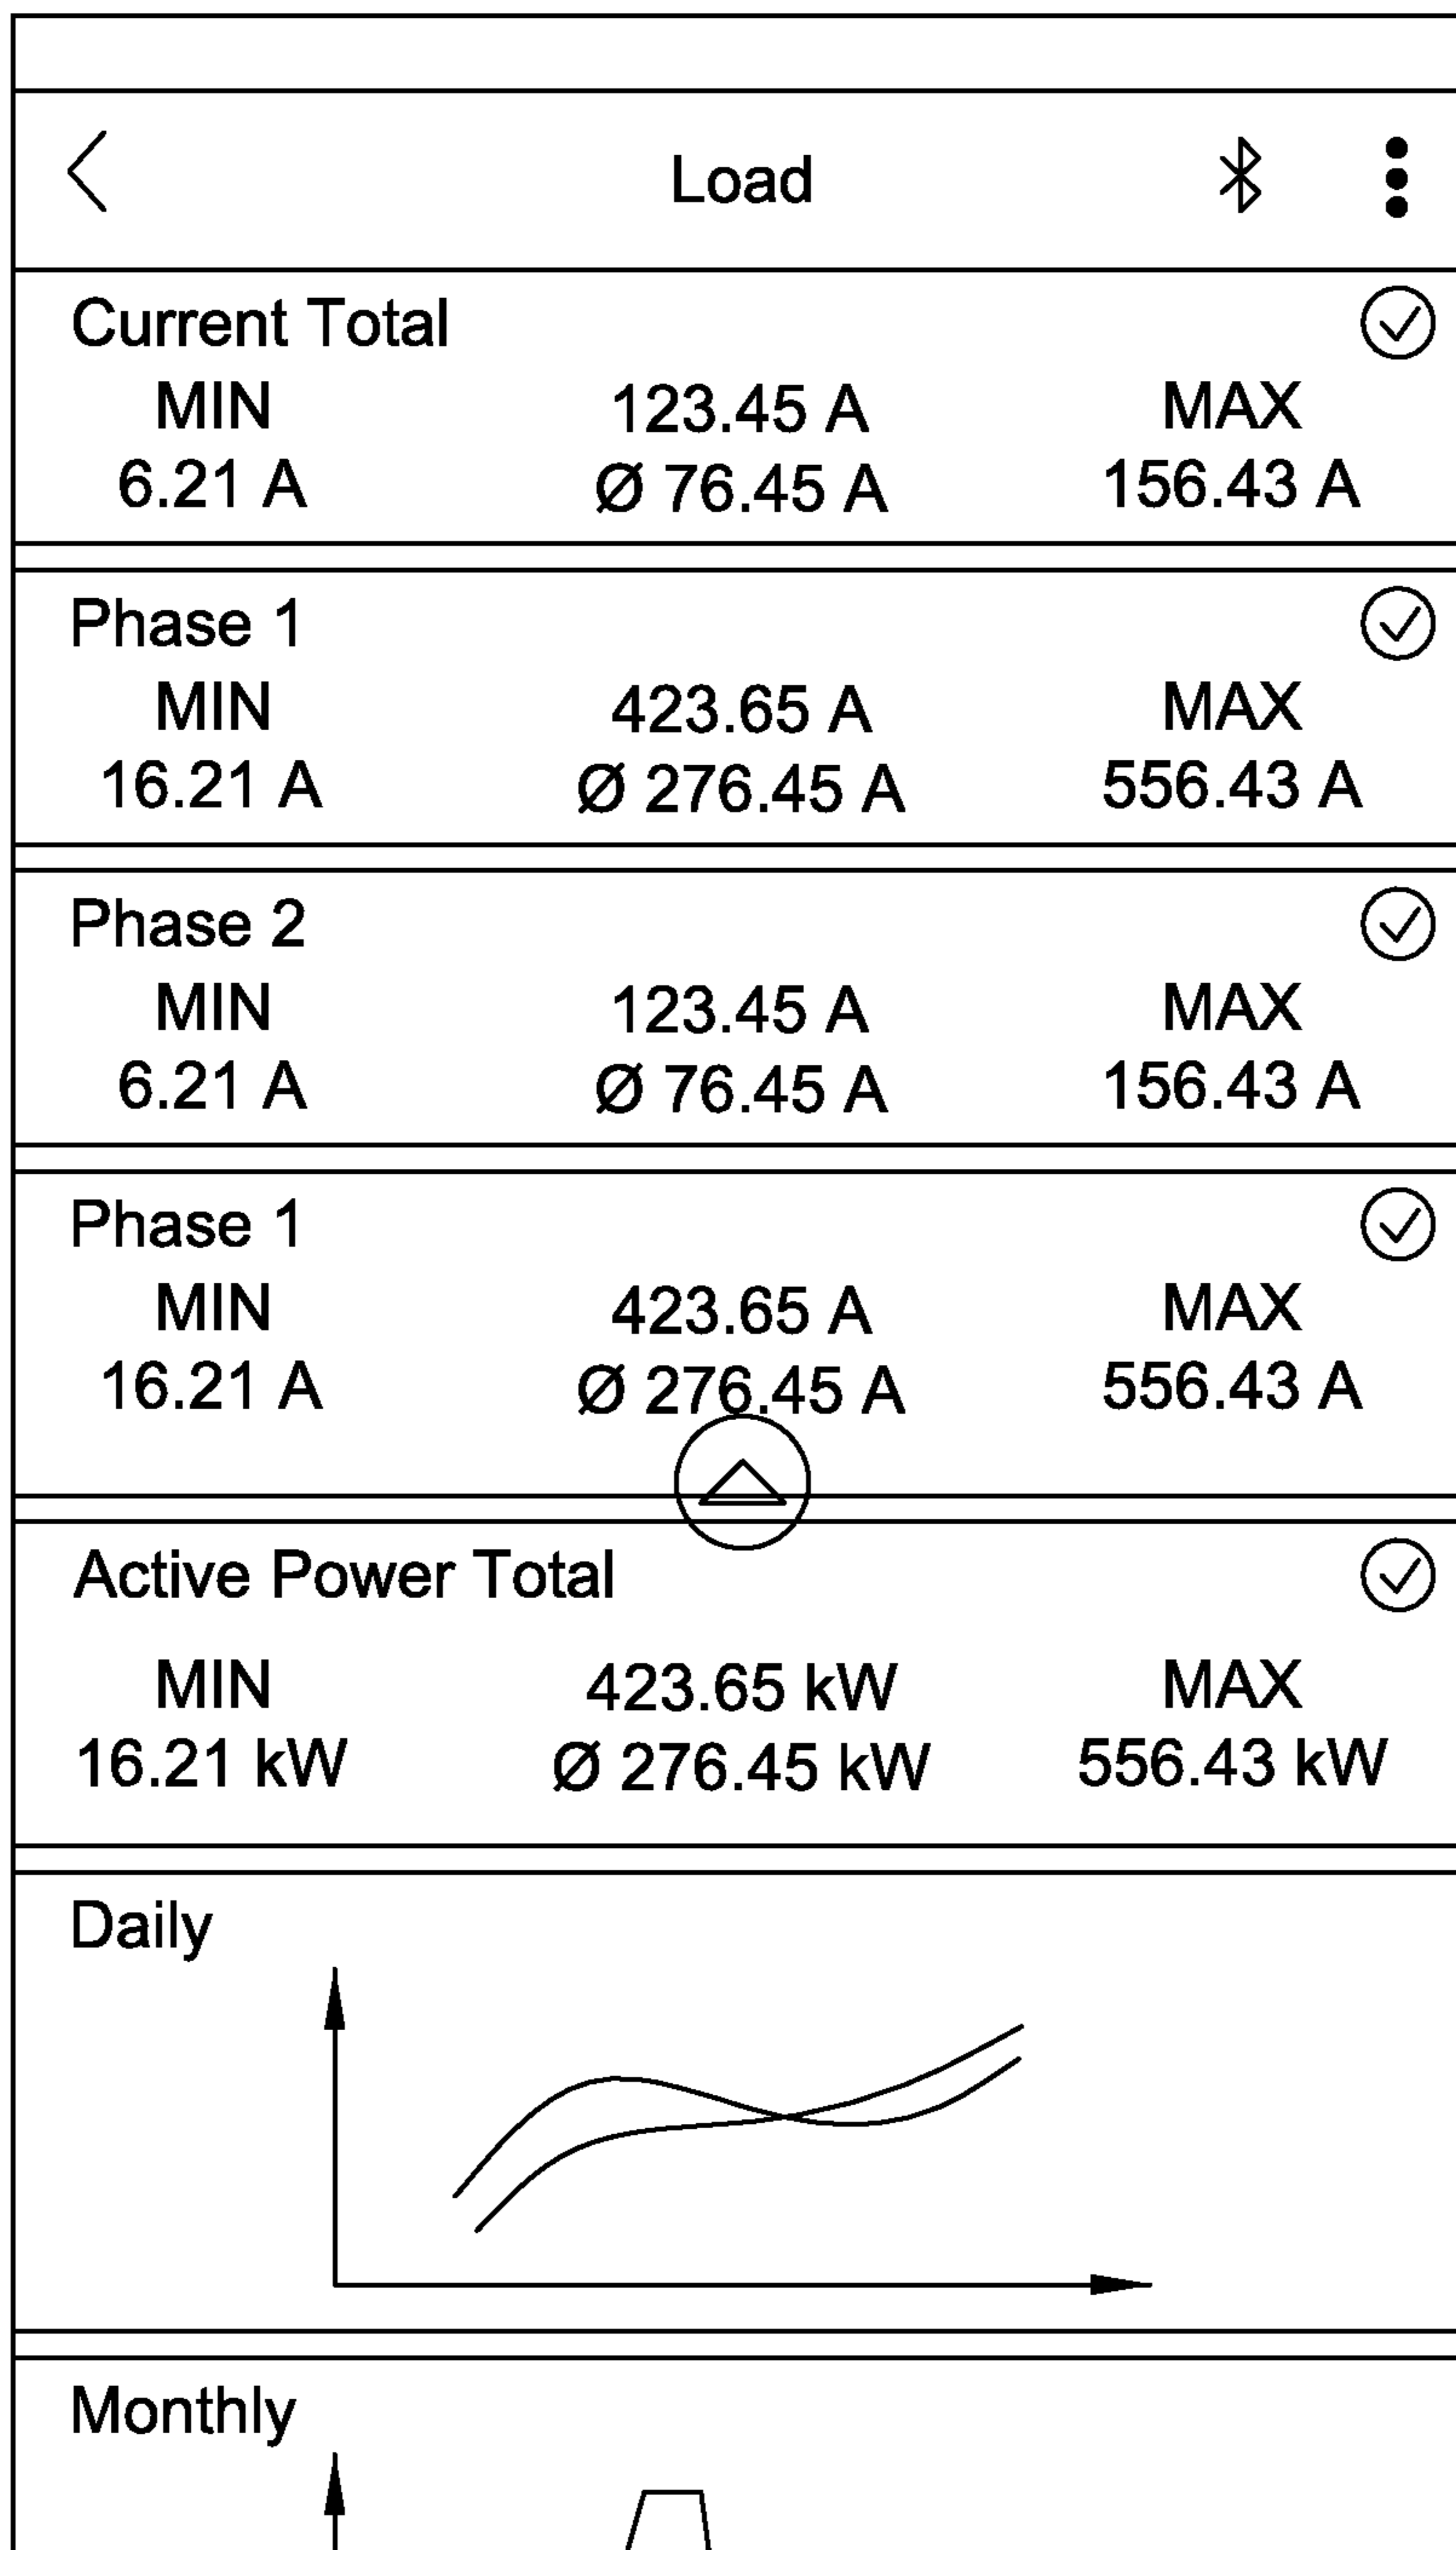 Load
Current Total
MIN 123.45 A MAX
6.21 A Ø 76.45 A 156.43 A
Phase 1
MIN 423.65 A MAX
16.21 A Ø 276.45 A 556.43 A
Phase 2
MIN 123.45 A MAX
6.21 A Ø 76.45 A 156.43 A
Phase 1
MIN 423.65 A MAX
16.21 A Ø 276.45 A 556.43 A
Active Power Total
MIN 423.65 kW MAX
16.21 kW Ø 276.45 kW 556.43 kW
Daily
Monthly